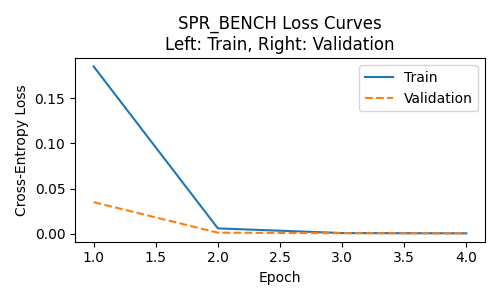 SPR_BENCH Loss Curves
Left: Train, Right: Validation
Train
Validation
Cross-Entropy Loss
0.15
0.10
0.05
0.00
1.0 1.5 2.0 2.5 3.0 3.5 4.0
Epoch